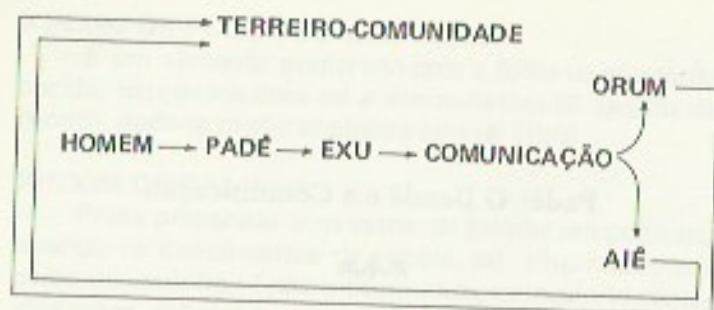 TERREIRO-COMUNIDADE
ORUM
HOMEM → PADÊ → EXU → COMUNICAÇÃO
AIÊ